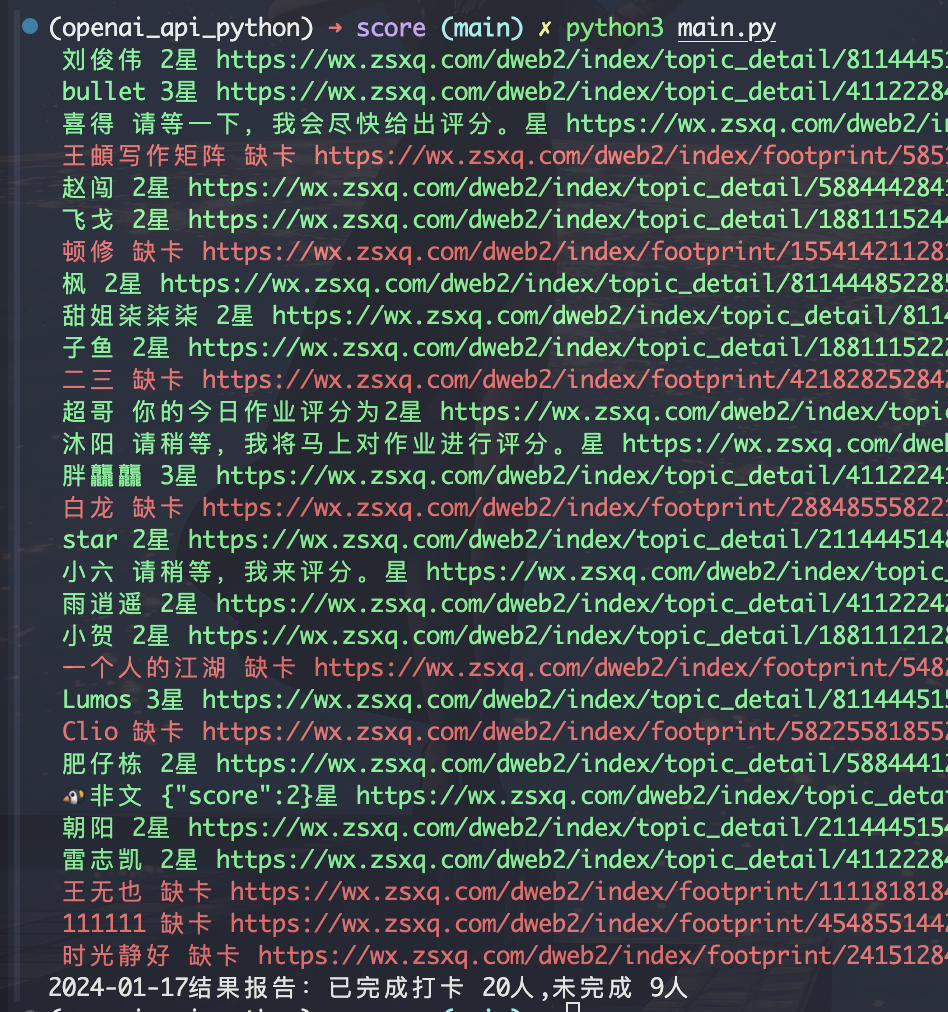 (openai_api_python) → score (main) ✗ python3 main.py
刘俊伟 2星 https://wx.zsxq.com/dweb2/index/topic_detail/8114445
bullet 3星 https://wx.zsxq.com/dweb2/index/topic_detail/4112228
喜得 请等一下，我会尽快给出评分。星 https://wx.zsxq.com/dweb2/i
王頔写作矩阵 缺卡 https://wx.zsxq.com/dweb2/index/footprint/585
赵闯 2星 https://wx.zsxq.com/dweb2/index/topic_detail/588444284
飞戈 2星 https://wx.zsxq.com/dweb2/index/topic_detail/188111524
顿修 缺卡 https://wx.zsxq.com/dweb2/index/footprint/15541421128
枫 2星 https://wx.zsxq.com/dweb2/index/topic_detail/81144485228
甜姐柒柒柒 2星 https://wx.zsxq.com/dweb2/index/topic_detail/811
子鱼 2星 https://wx.zsxq.com/dweb2/index/topic_detail/188111522
二三 缺卡 https://wx.zsxq.com/dweb2/index/footprint/42182825284
超哥 你的今日作业评分为2星 https://wx.zsxq.com/dweb2/index/topi
沐阳 请稍等，我将马上对作业进行评分。星 https://wx.zsxq.com/dwe
胖龘龘 3星 https://wx.zsxq.com/dweb2/index/topic_detail/4112224
白龙 缺卡 https://wx.zsxq.com/dweb2/index/footprint/28848555822
star 2星 https://wx.zsxq.com/dweb2/index/topic_detail/211444514
小六 请稍等，我来评分。星 https://wx.zsxq.com/dweb2/index/topic
雨逍遥 2星 https://wx.zsxq.com/dweb2/index/topic_detail/4112224
小贺 2星 https://wx.zsxq.com/dweb2/index/topic_detail/188111212
一个人的江湖 缺卡 https://wx.zsxq.com/dweb2/index/footprint/548
Lumos 3星 https://wx.zsxq.com/dweb2/index/topic_detail/81144451
Clio 缺卡 https://wx.zsxq.com/dweb2/index/footprint/58225581855
肥仔栋 2星 https://wx.zsxq.com/dweb2/index/topic_detail/5884441
非文 {"score":2}星 https://wx.zsxq.com/dweb2/index/topic_deta
朝阳 2星 https://wx.zsxq.com/dweb2/index/topic_detail/211444515
雷志凯 2星 https://wx.zsxq.com/dweb2/index/topic_detail/4112228
王无也 缺卡 https://wx.zsxq.com/dweb2/index/footprint/111181818
111111 缺卡 https://wx.zsxq.com/dweb2/index/footprint/454855144
时光静好 缺卡 https://wx.zsxq.com/dweb2/index/footprint/2415128
2024-01-17结果报告：已完成打卡 20人,未完成 9人